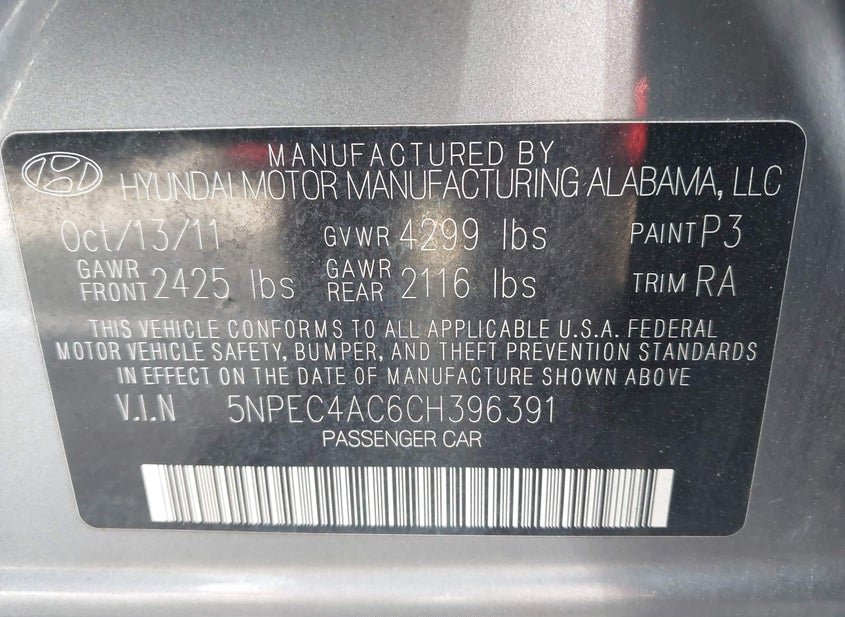 MANUFACTURED BY
HYUNDAI MOTOR MANUFACTURING ALABAMA, LLC
Oct/13/11 GVWR 4299 lbs PAINT P3
GAWR FRONT 2425 lbs GAWR REAR 2116 lbs TRIM RA
THIS VEHICLE CONFORMS TO ALL APPLICABLE U.S.A. FEDERAL
MOTOR VEHICLE SAFETY, BUMPER, AND THEFT PREVENTION STANDARDS
IN EFFECT ON THE DATE OF MANUFACTURE SHOWN ABOVE
V.I.N 5NPEC4AC6CH396391
PASSENGER CAR